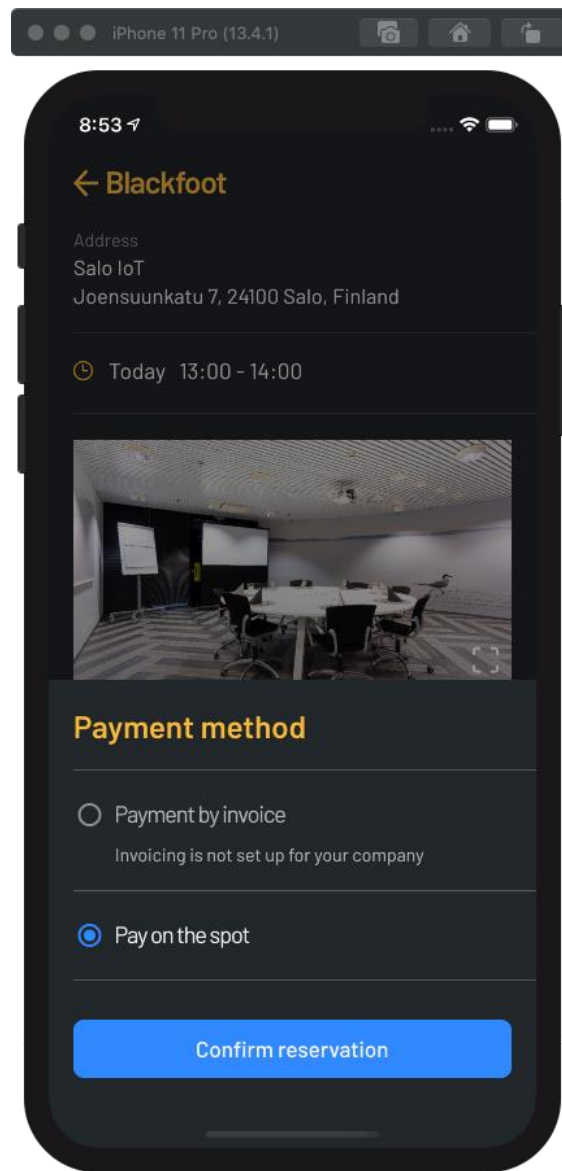 iPhone 11 Pro (13.4.1)
8:53
Blackfoot
Address
Salo IoT
Joensuunkatu 7, 24100 Salo, Finland
Today 13:00 - 14:00
Payment method
Payment by invoice
Invoicing is not set up for your company
Pay on the spot
Confirm reservation